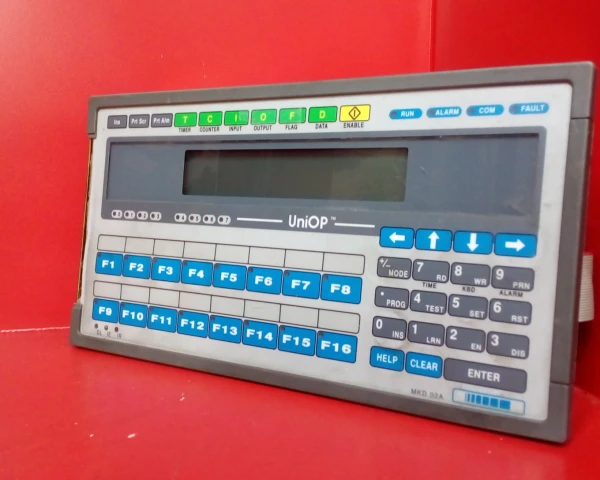 Ins Prt Scr Prt Alm T C I O F D
TIMER COUNTER INPUT OUTPUT FLAG DATA ENABLE
RUN ALARM COM FAULT
UniOP™
F1 F2 F3 F4 F5 F6 F7 F8
F9 F10 F11 F12 F13 F14 F15 F16
+/- MODE 7 RD 8 WR 9 PRN
TIME KBD ALARM
. PROG 4 TEST 5 SET 6 RST
0 INS 1 LRN 2 EN 3 DIS
HELP CLEAR ENTER